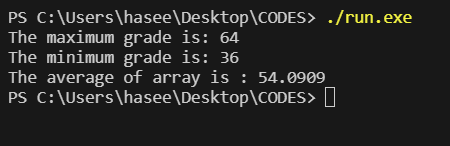 PS C:\Users\hasee\Desktop\CODES> ./run.exe
The maximum grade is: 64
The minimum grade is: 36
The average of array is : 54.0909
PS C:\Users\hasee\Desktop\CODES>